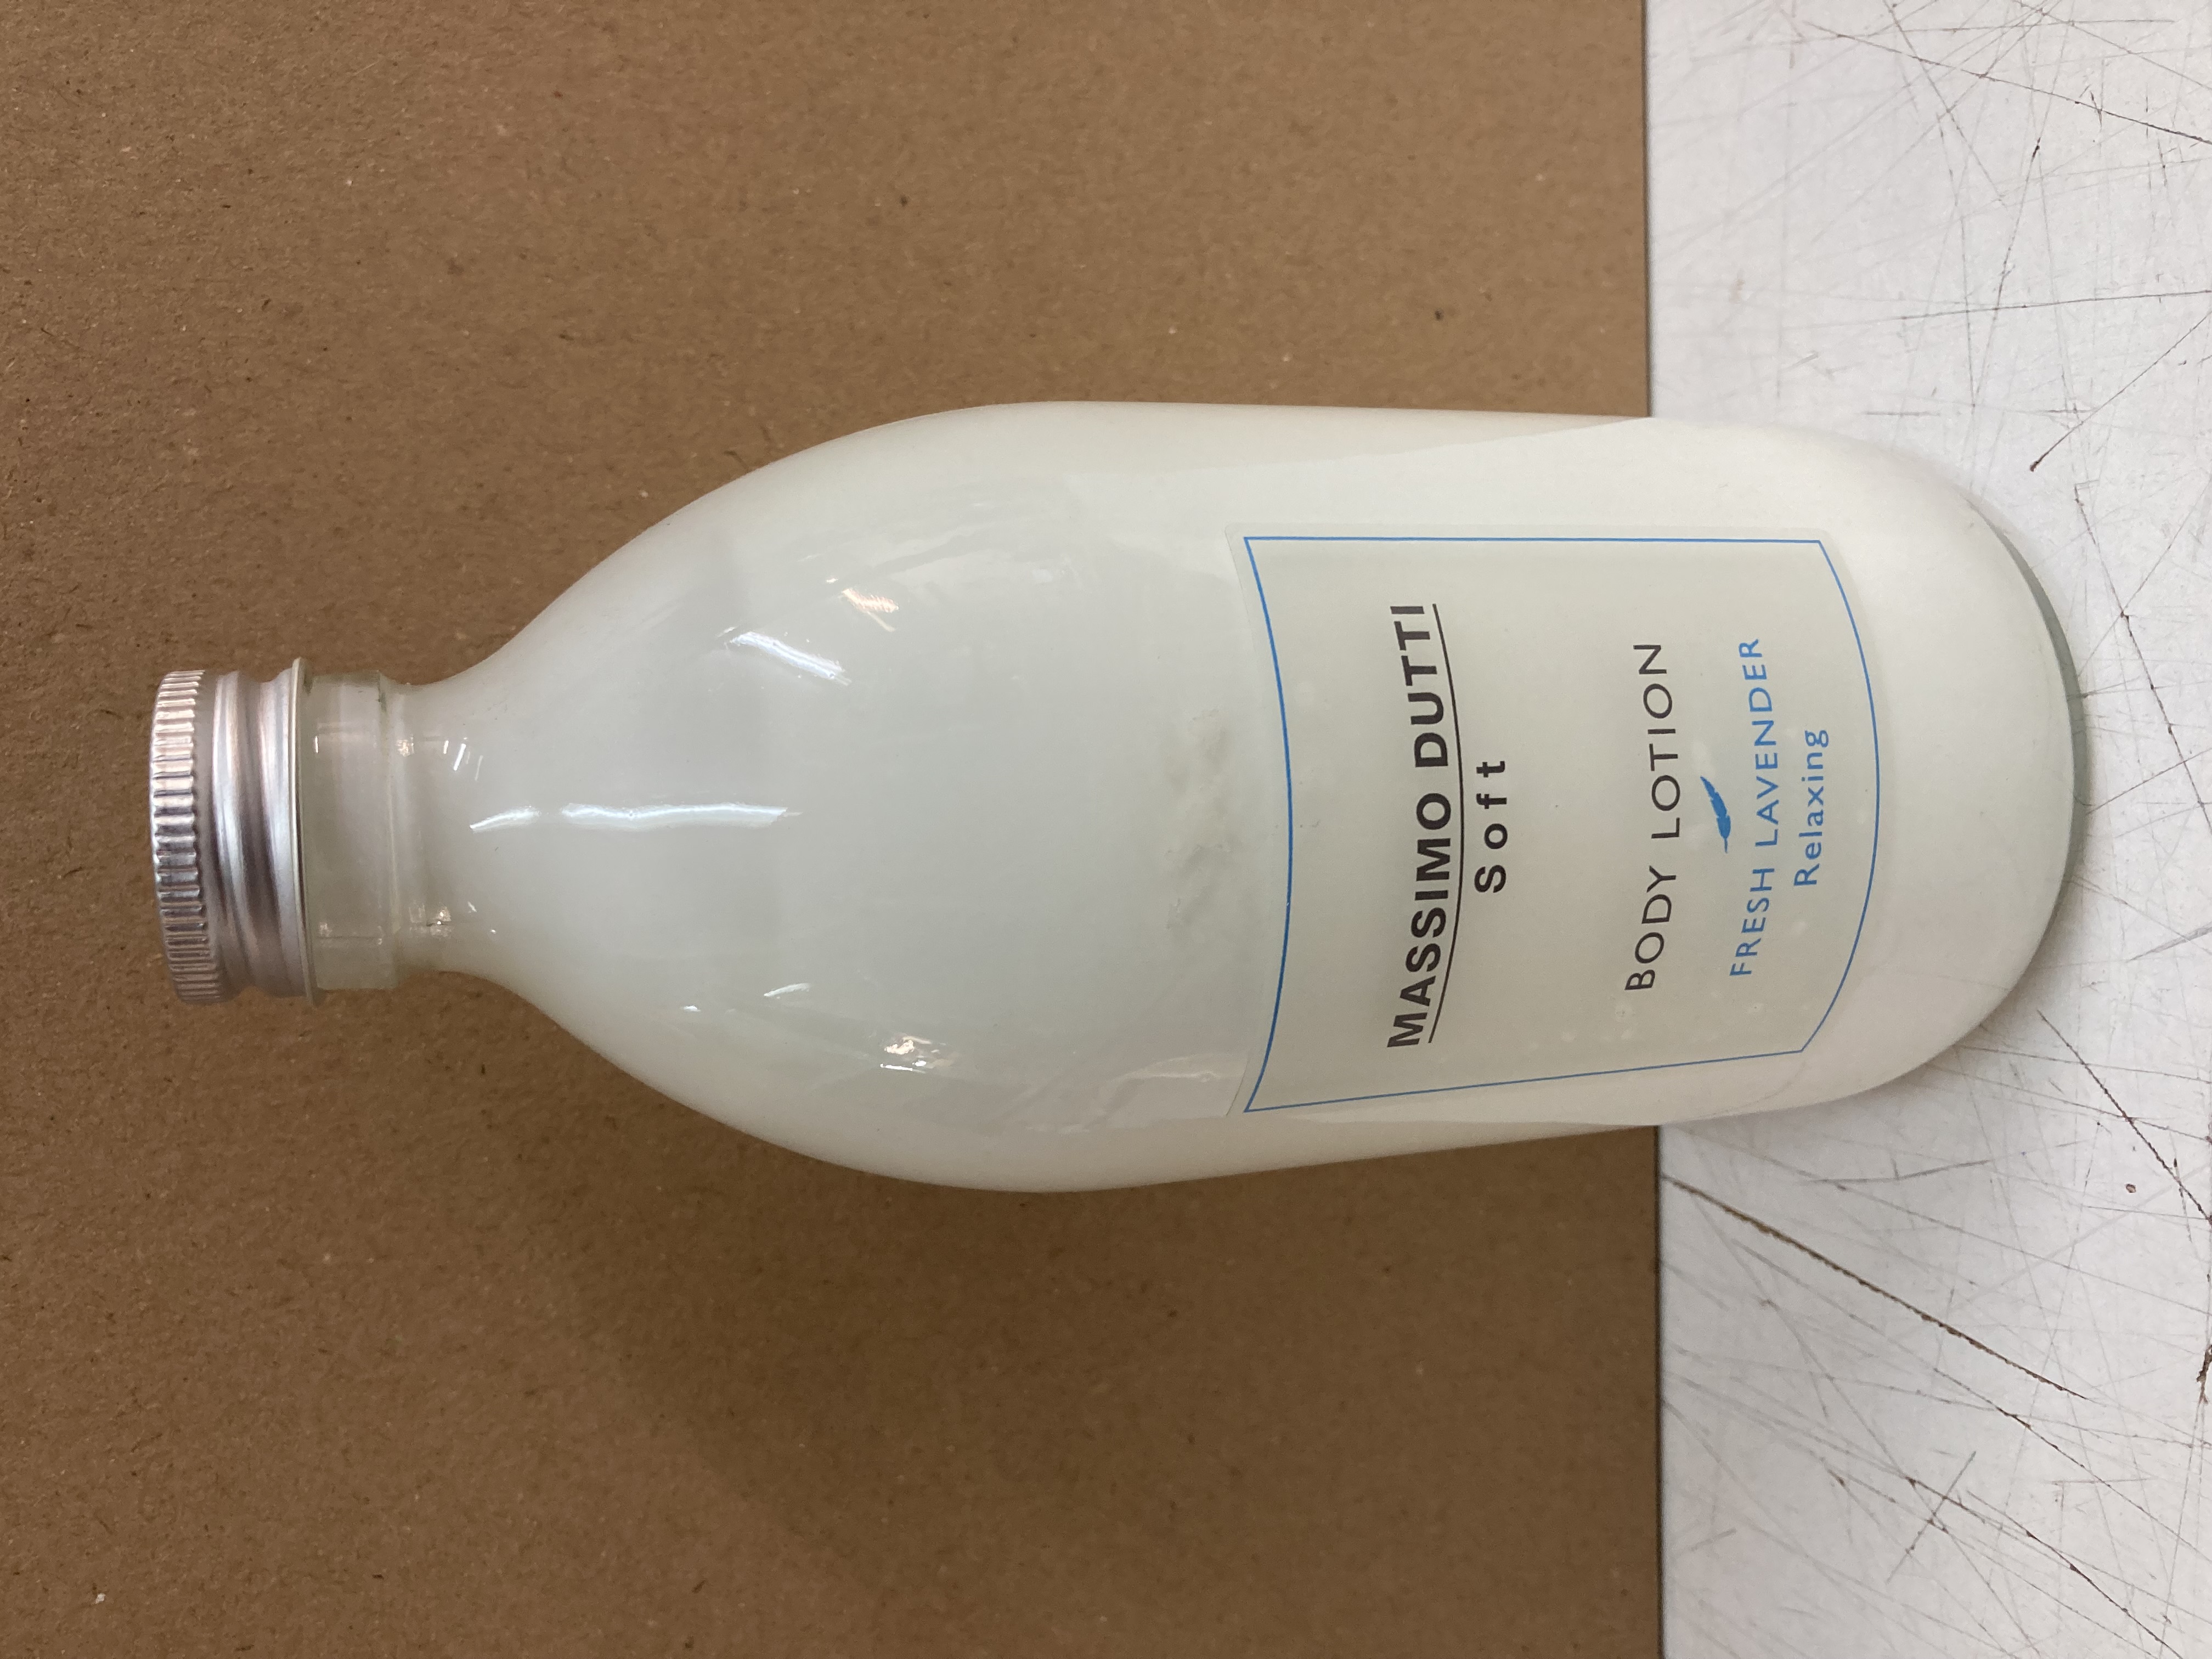 MASSIMO DUTTI
Soft
BODY LOTION
FRESH LAVENDER
Relaxing